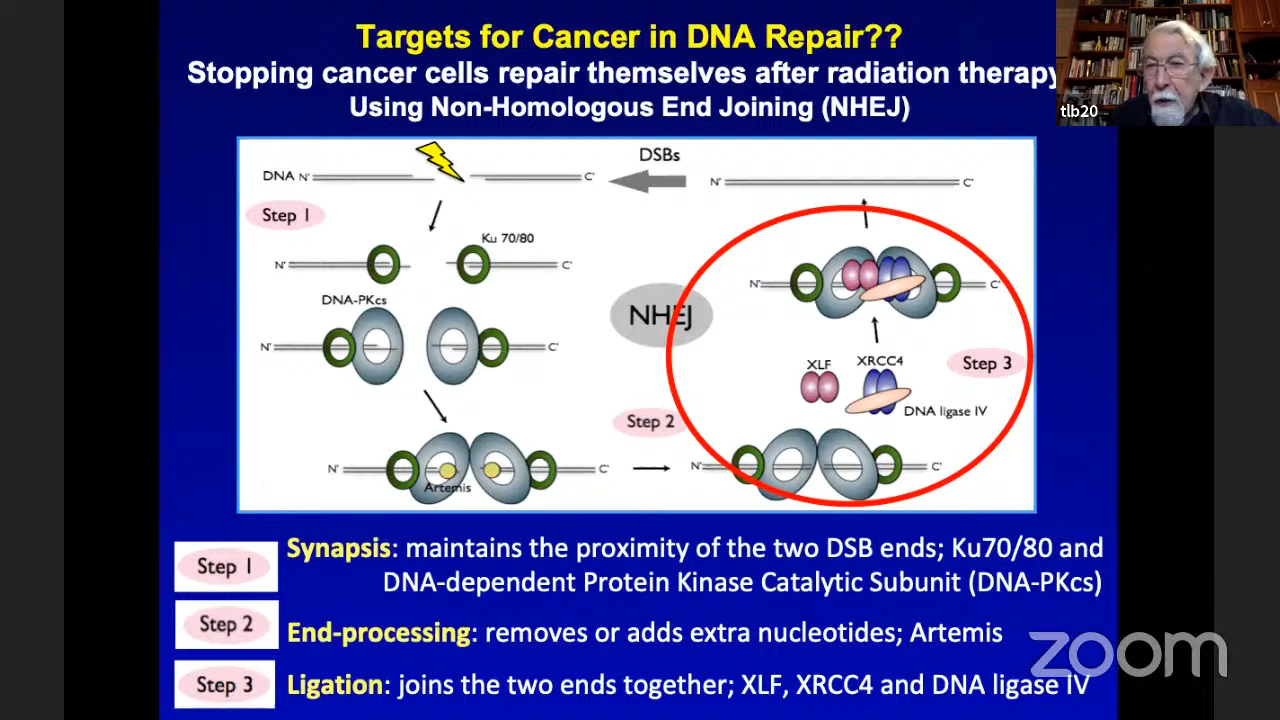 Targets for Cancer in DNA Repair??
Stopping cancer cells repair themselves after radiation therapy
Using Non-Homologous End Joining (NHEJ)
tlb20
DNA N' C'
DSBs
N' C'
Step 1
Ku 70/80
N' C'
DNA-PKcs
N' C'
NHEJ
N' C'
XLF
XRCC4
Step 3
DNA ligase IV
Step 2
N' C'
Artemis
N' C'
Step 1
Synapsis: maintains the proximity of the two DSB ends; Ku70/80 and
DNA-dependent Protein Kinase Catalytic Subunit (DNA-PKcs)
Step 2
End-processing: removes or adds extra nucleotides; Artemis
Step 3
Ligation: joins the two ends together; XLF, XRCC4 and DNA ligase IV
zoom